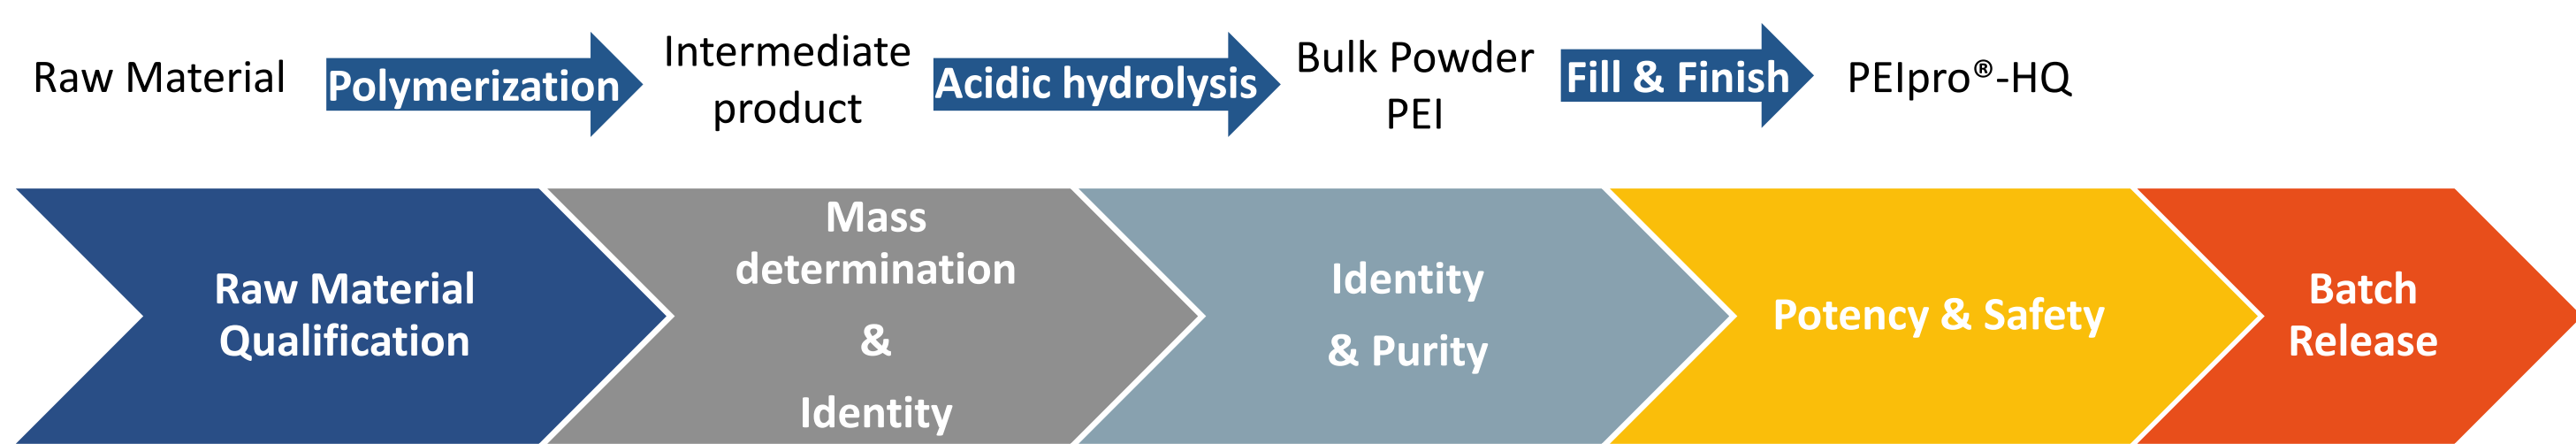 Raw Material
Polymerization
Intermediate
product
Acidic hydrolysis
Bulk Powder
PEI
Fill & Finish
PEIpro®-HQ
Raw Material
Qualification
Mass
determination
&
Identity
Identity
& Purity
Potency & Safety
Batch
Release